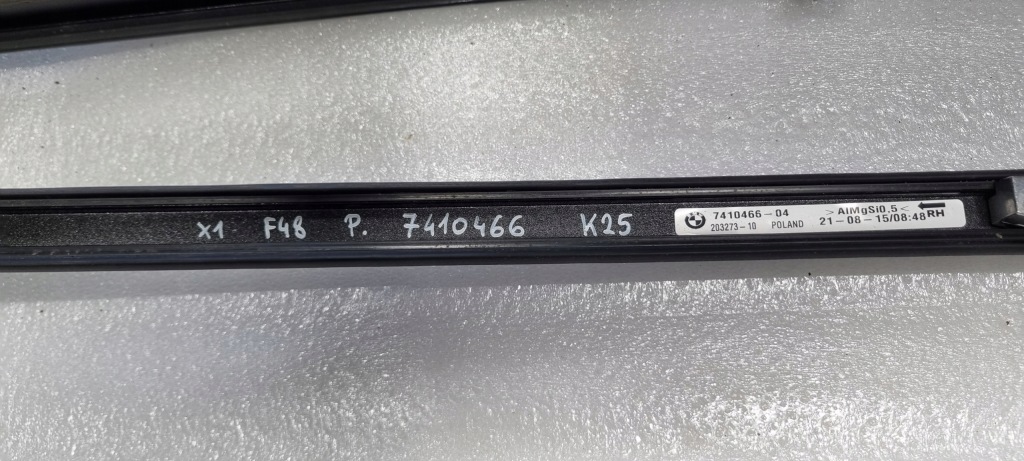 X1 F48 P. 7410466 K25
7410466-04 >AlMgSi0.5<
203273-10 POLAND 21-08-15/08:48 RH